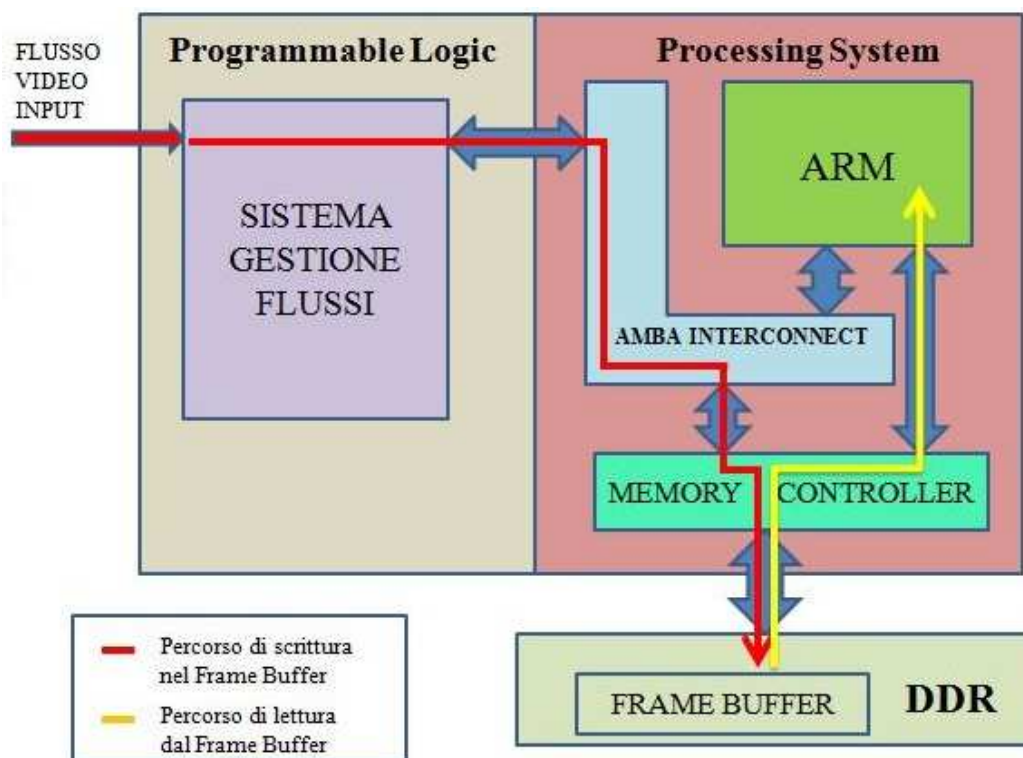 FLUSSO
VIDEO
INPUT
Programmable Logic
Processing System
SISTEMA
GESTIONE
FLUSSI
ARM
AMBA INTERCONNECT
MEMORY CONTROLLER
FRAME BUFFER
DDR
Percorso di scrittura
nel Frame Buffer
Percorso di lettura
dal Frame Buffer